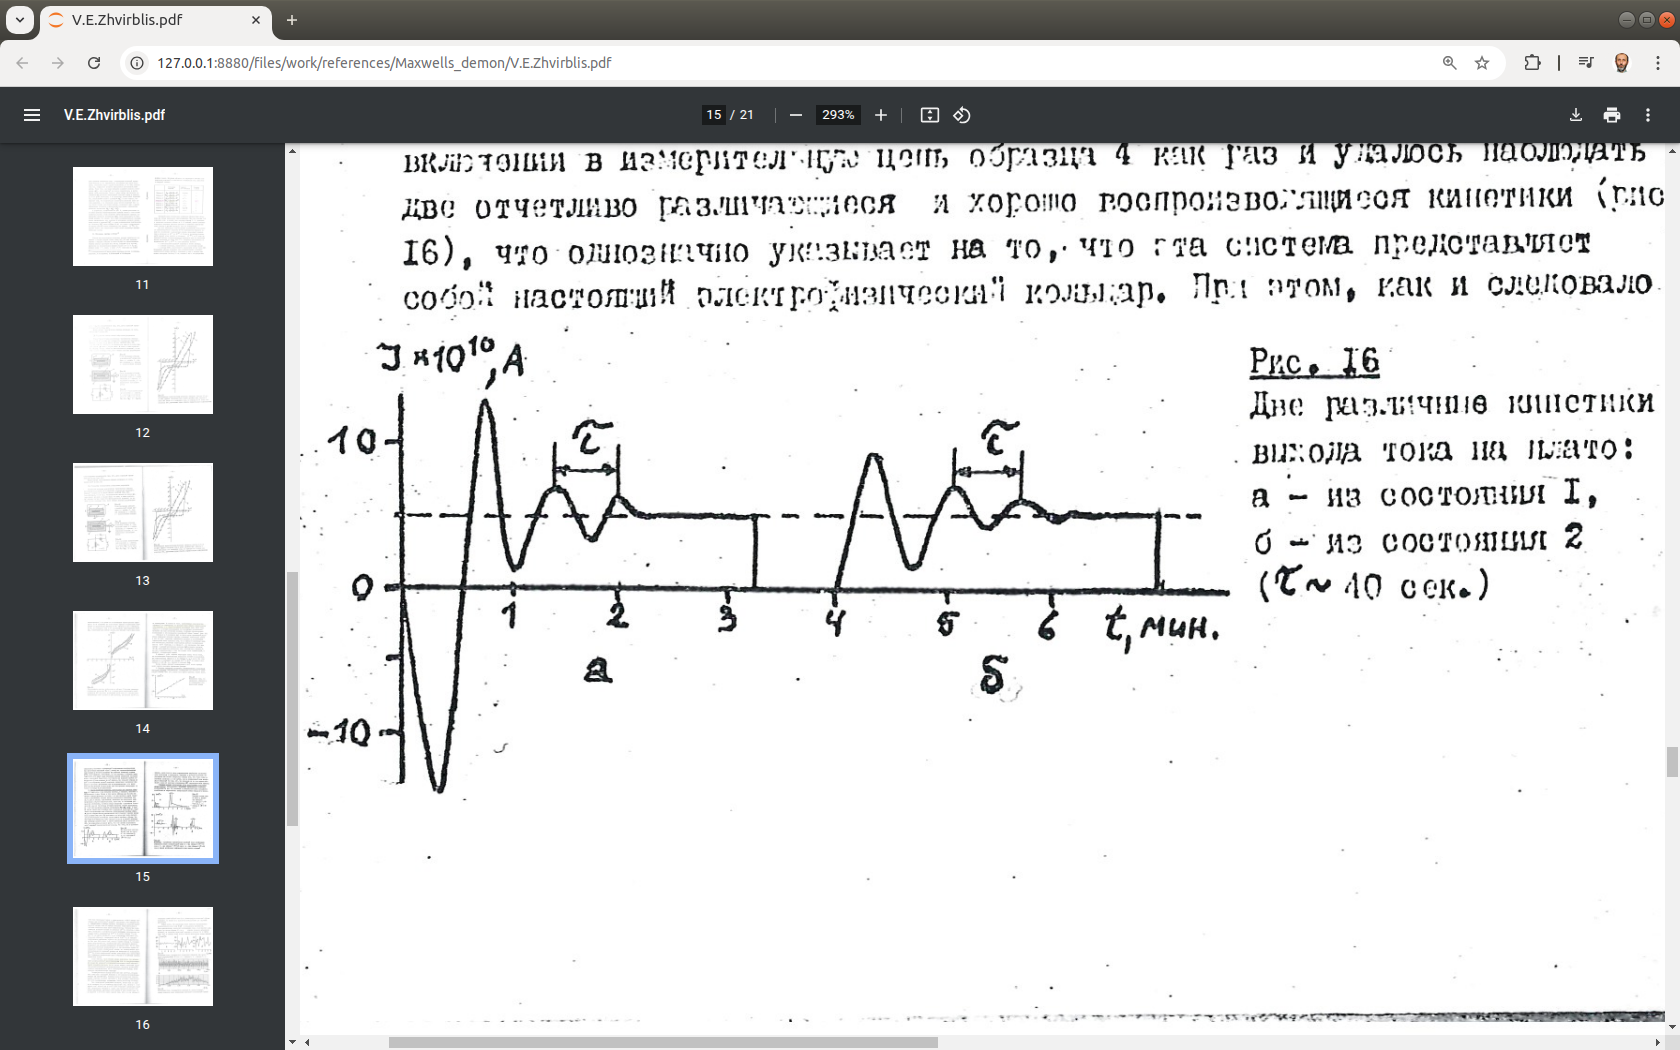 V.E.Zhvirblis.pdf
127.0.0.1:8880/files/work/references/Maxwells_demon/V.E.Zhvirblis.pdf
V.E.Zhvirblis.pdf
15 / 21
293%
11
12
13
14
15
16
включении в измерительную цепь образца 4 как раз и удалось наблюдать
две отчетливо различающиеся и хорошо воспроизводящиеся кинетики (рис
16), что однозначно указывает на то, что эта система представляет
собой настоящий электрофизический кольцар. При этом, как и следовало
J×10¹⁰, А
10
0
-10
τ
τ
1 2 3 4 5 6 t, мин.
а
б
Рис. 16
Две различные кинетики
выхода тока на плато:
а - из состояния 1,
б - из состояния 2
(τ ~ 40 сек.)